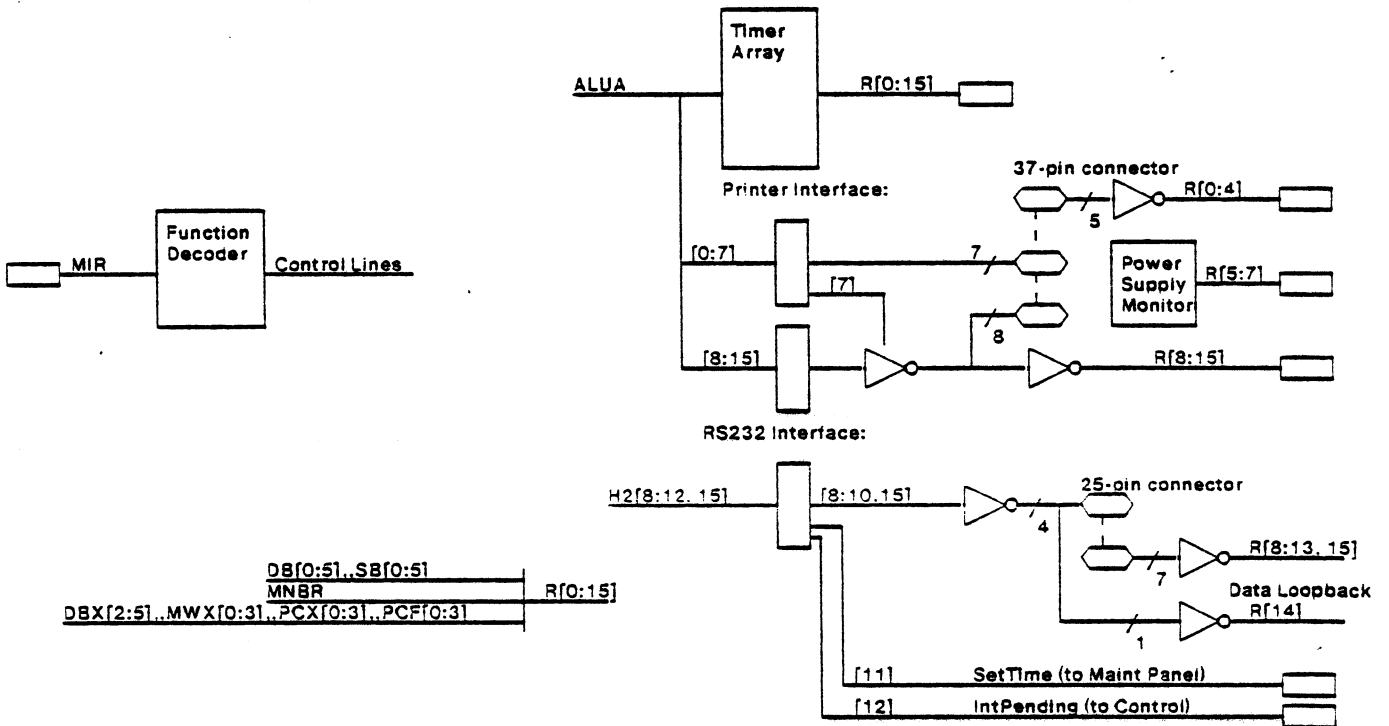 Timer
Array
ALUA
R[0:15]
Printer Interface:
37-pin connector
R[0:4]
5
Function
Decoder
MIR
Control Lines
[0:7]
7
[7]
Power
Supply
Monitor
R[5:7]
8
[8:15]
R[8:15]
RS232 Interface:
H2[8:12, 15]
[8:10,15]
4
25-pin connector
7
R[8:13, 15]
Data Loopback
R[14]
1
DB[0:5],,SB[0:5]
MNBR
R[0:15]
DBX[2:5],,MWX[0:3],,PCX[0:3],,PCF[0:3]
[11]
SetTime (to Maint Panel)
[12]
IntPending (to Control)